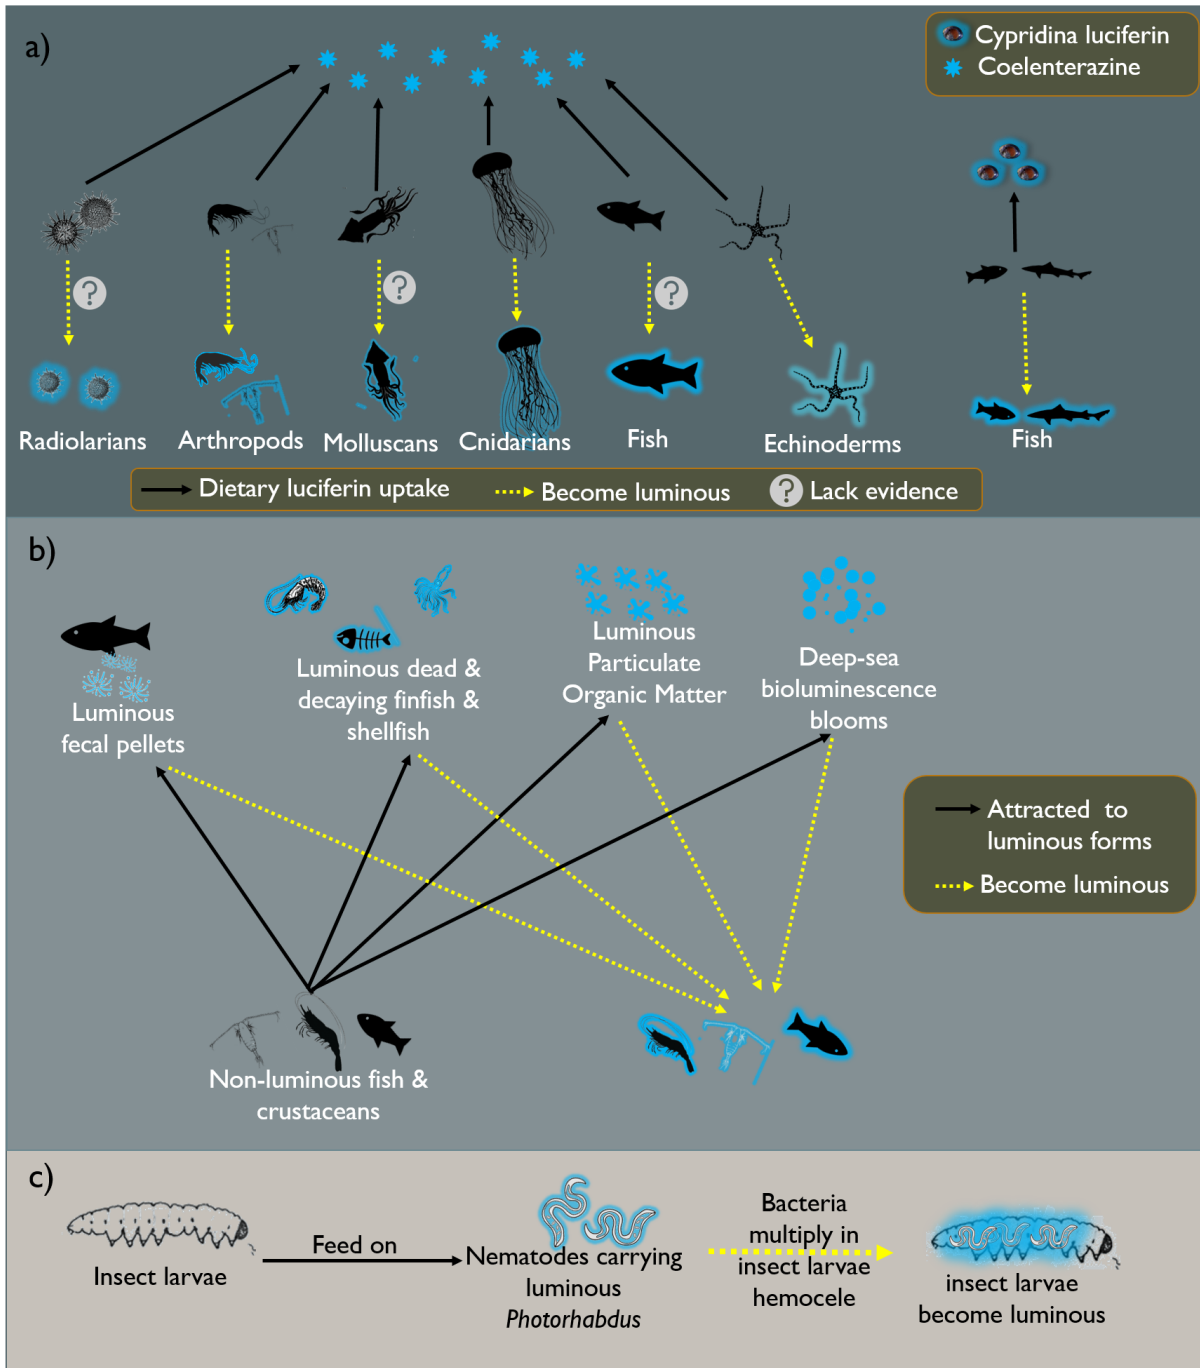 a)
Cypridina luciferin
Coelenterazine
?
?
?
Radiolarians
Arthropods
Molluscans
Cnidarians
Fish
Echinoderms
Fish
Dietary luciferin uptake
Become luminous
? Lack evidence
b)
Luminous
fecal pellets
Luminous dead &
decaying finfish &
shellfish
Luminous
Particulate
Organic Matter
Deep-sea
bioluminescence
blooms
Attracted to
luminous forms
Become luminous
Non-luminous fish &
crustaceans
c)
Insect larvae
Feed on
Nematodes carrying
luminous
Photorhabdus
Bacteria
multiply in
insect larvae
hemocele
insect larvae
become luminous